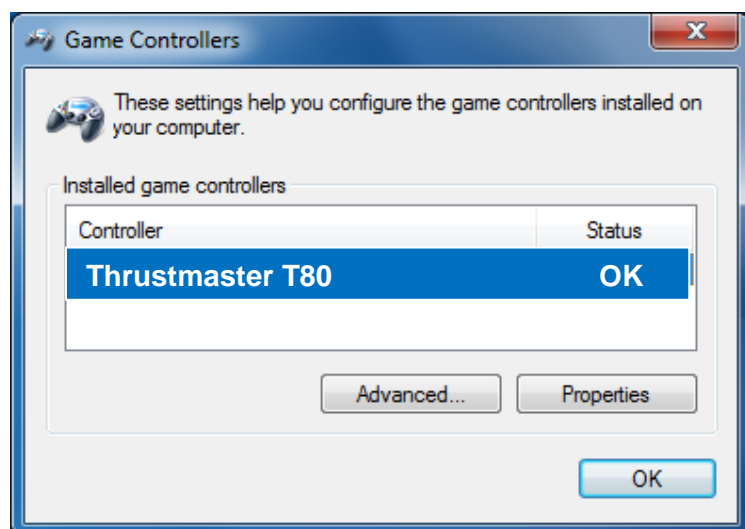 Game Controllers
These settings help you configure the game controllers installed on
your computer.
Installed game controllers
Controller Status
Thrustmaster T80 OK
Advanced... Properties
OK